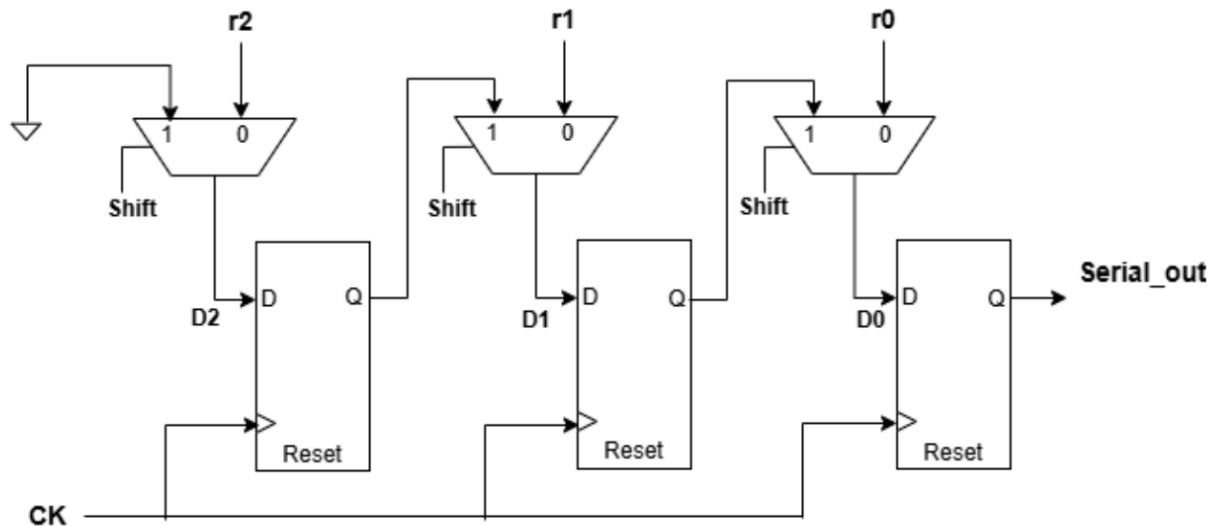 r2 r1 r0
1 0 1 0 1 0
Shift Shift Shift
Serial_out
D Q D Q D Q
D2 D1 D0
Reset Reset Reset
CK